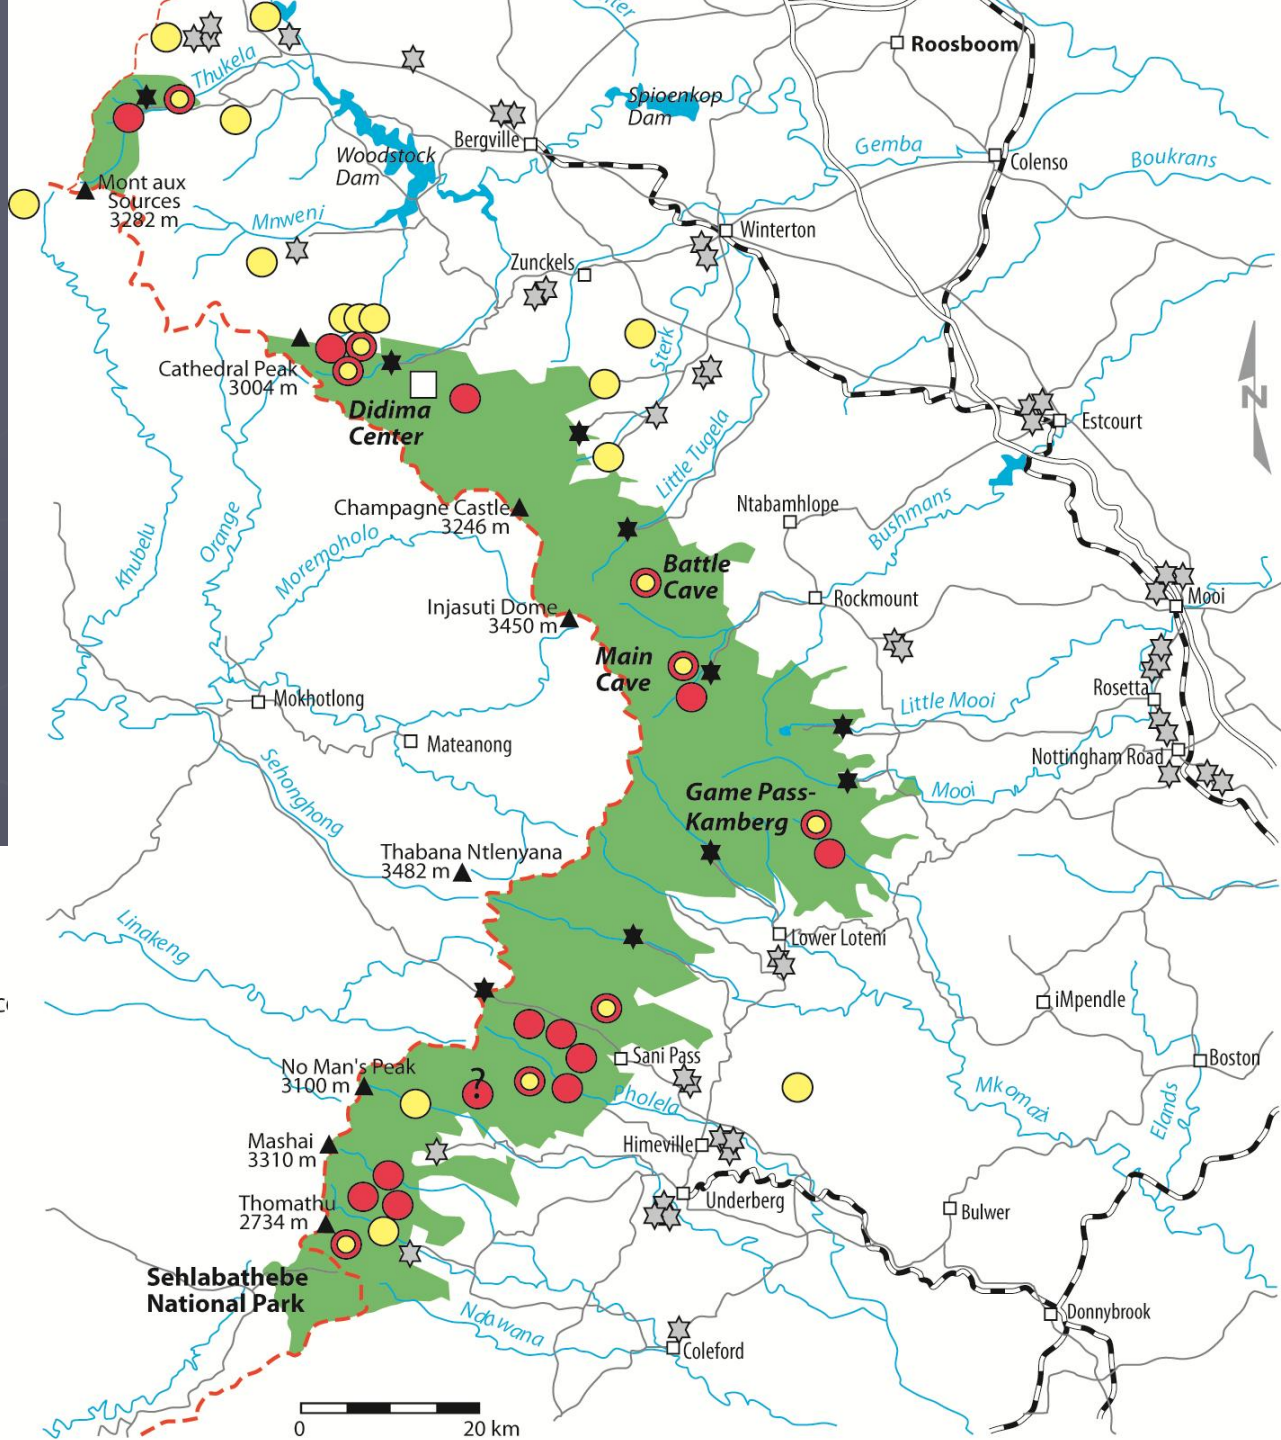 Thukela
Roosboom
Spioenkop
Dam
Bergville
Woodstock
Dam
Gemba
Colenso
Boukrans
Mont aux
Sources
3282 m
Mnweni
Winterton
Zunckels
Sterk
Cathedral Peak
3004 m
N
Didima
Center
Estcourt
Little Tugela
Champagne Castle
3246 m
Ntabamhlope
Bushmans
Khubelu
Orange
Moremoholo
Battle
Cave
Injasuti Dome
3450 m
Rockmount
Mooi
Main
Cave
Mokhotlong
Rosetta
Little Mooi
Mateanong
Nottingham Road
Sehonghong
Game Pass-
Kamberg
Mooi
Thabana Ntlenyana
3482 m
Linakeng
Lower Loteni
iMpendle
Sani Pass
Boston
No Man's Peak
3100 m
?
Pholela
Mkomazi
Elands
Mashai
3310 m
Himeville
Thomathu
2734 m
Underberg
Bulwer
Sehlabathebe
National Park
Ndawana
Donnybrook
Coleford
0 20 km